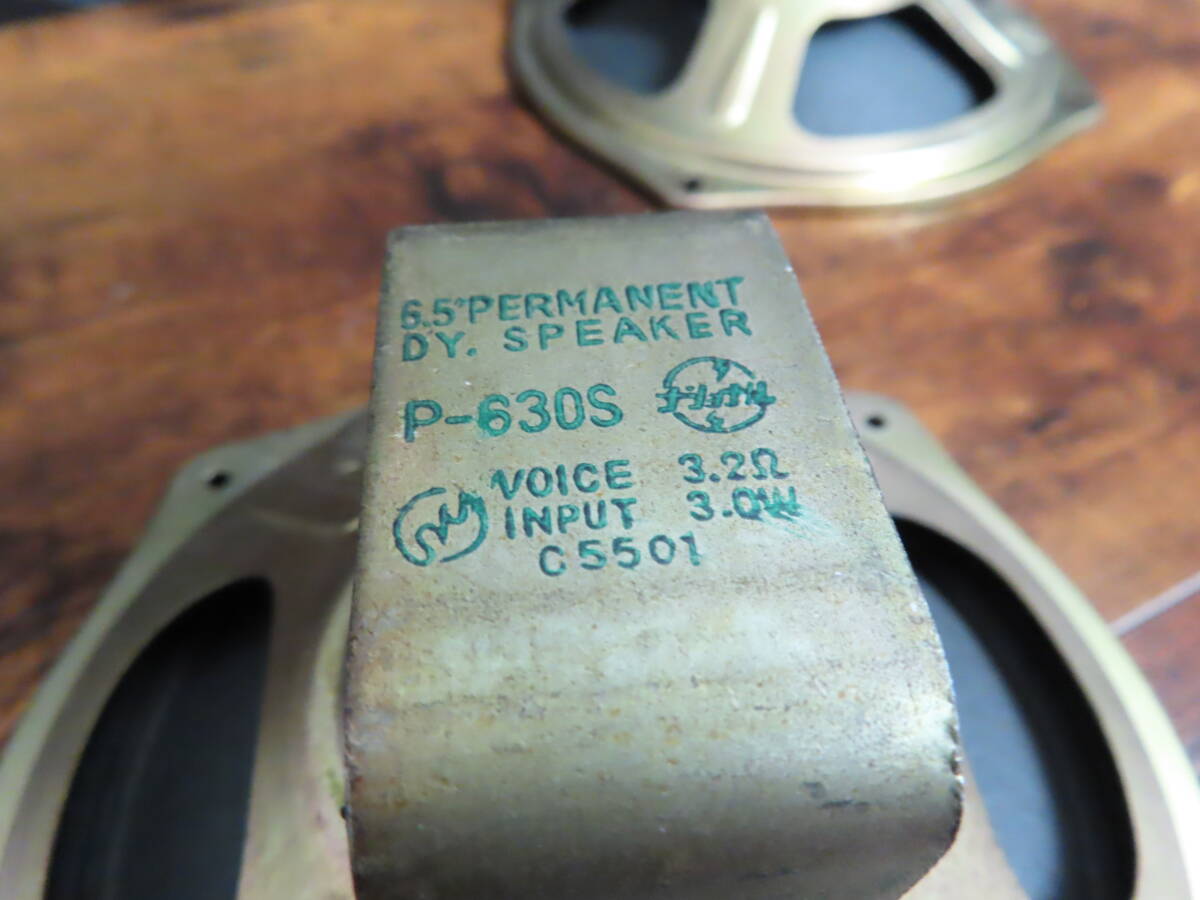 6.5"PERMANENT
DY. SPEAKER
P-630S
VOICE 3.2Ω
INPUT 3.0W
C5501